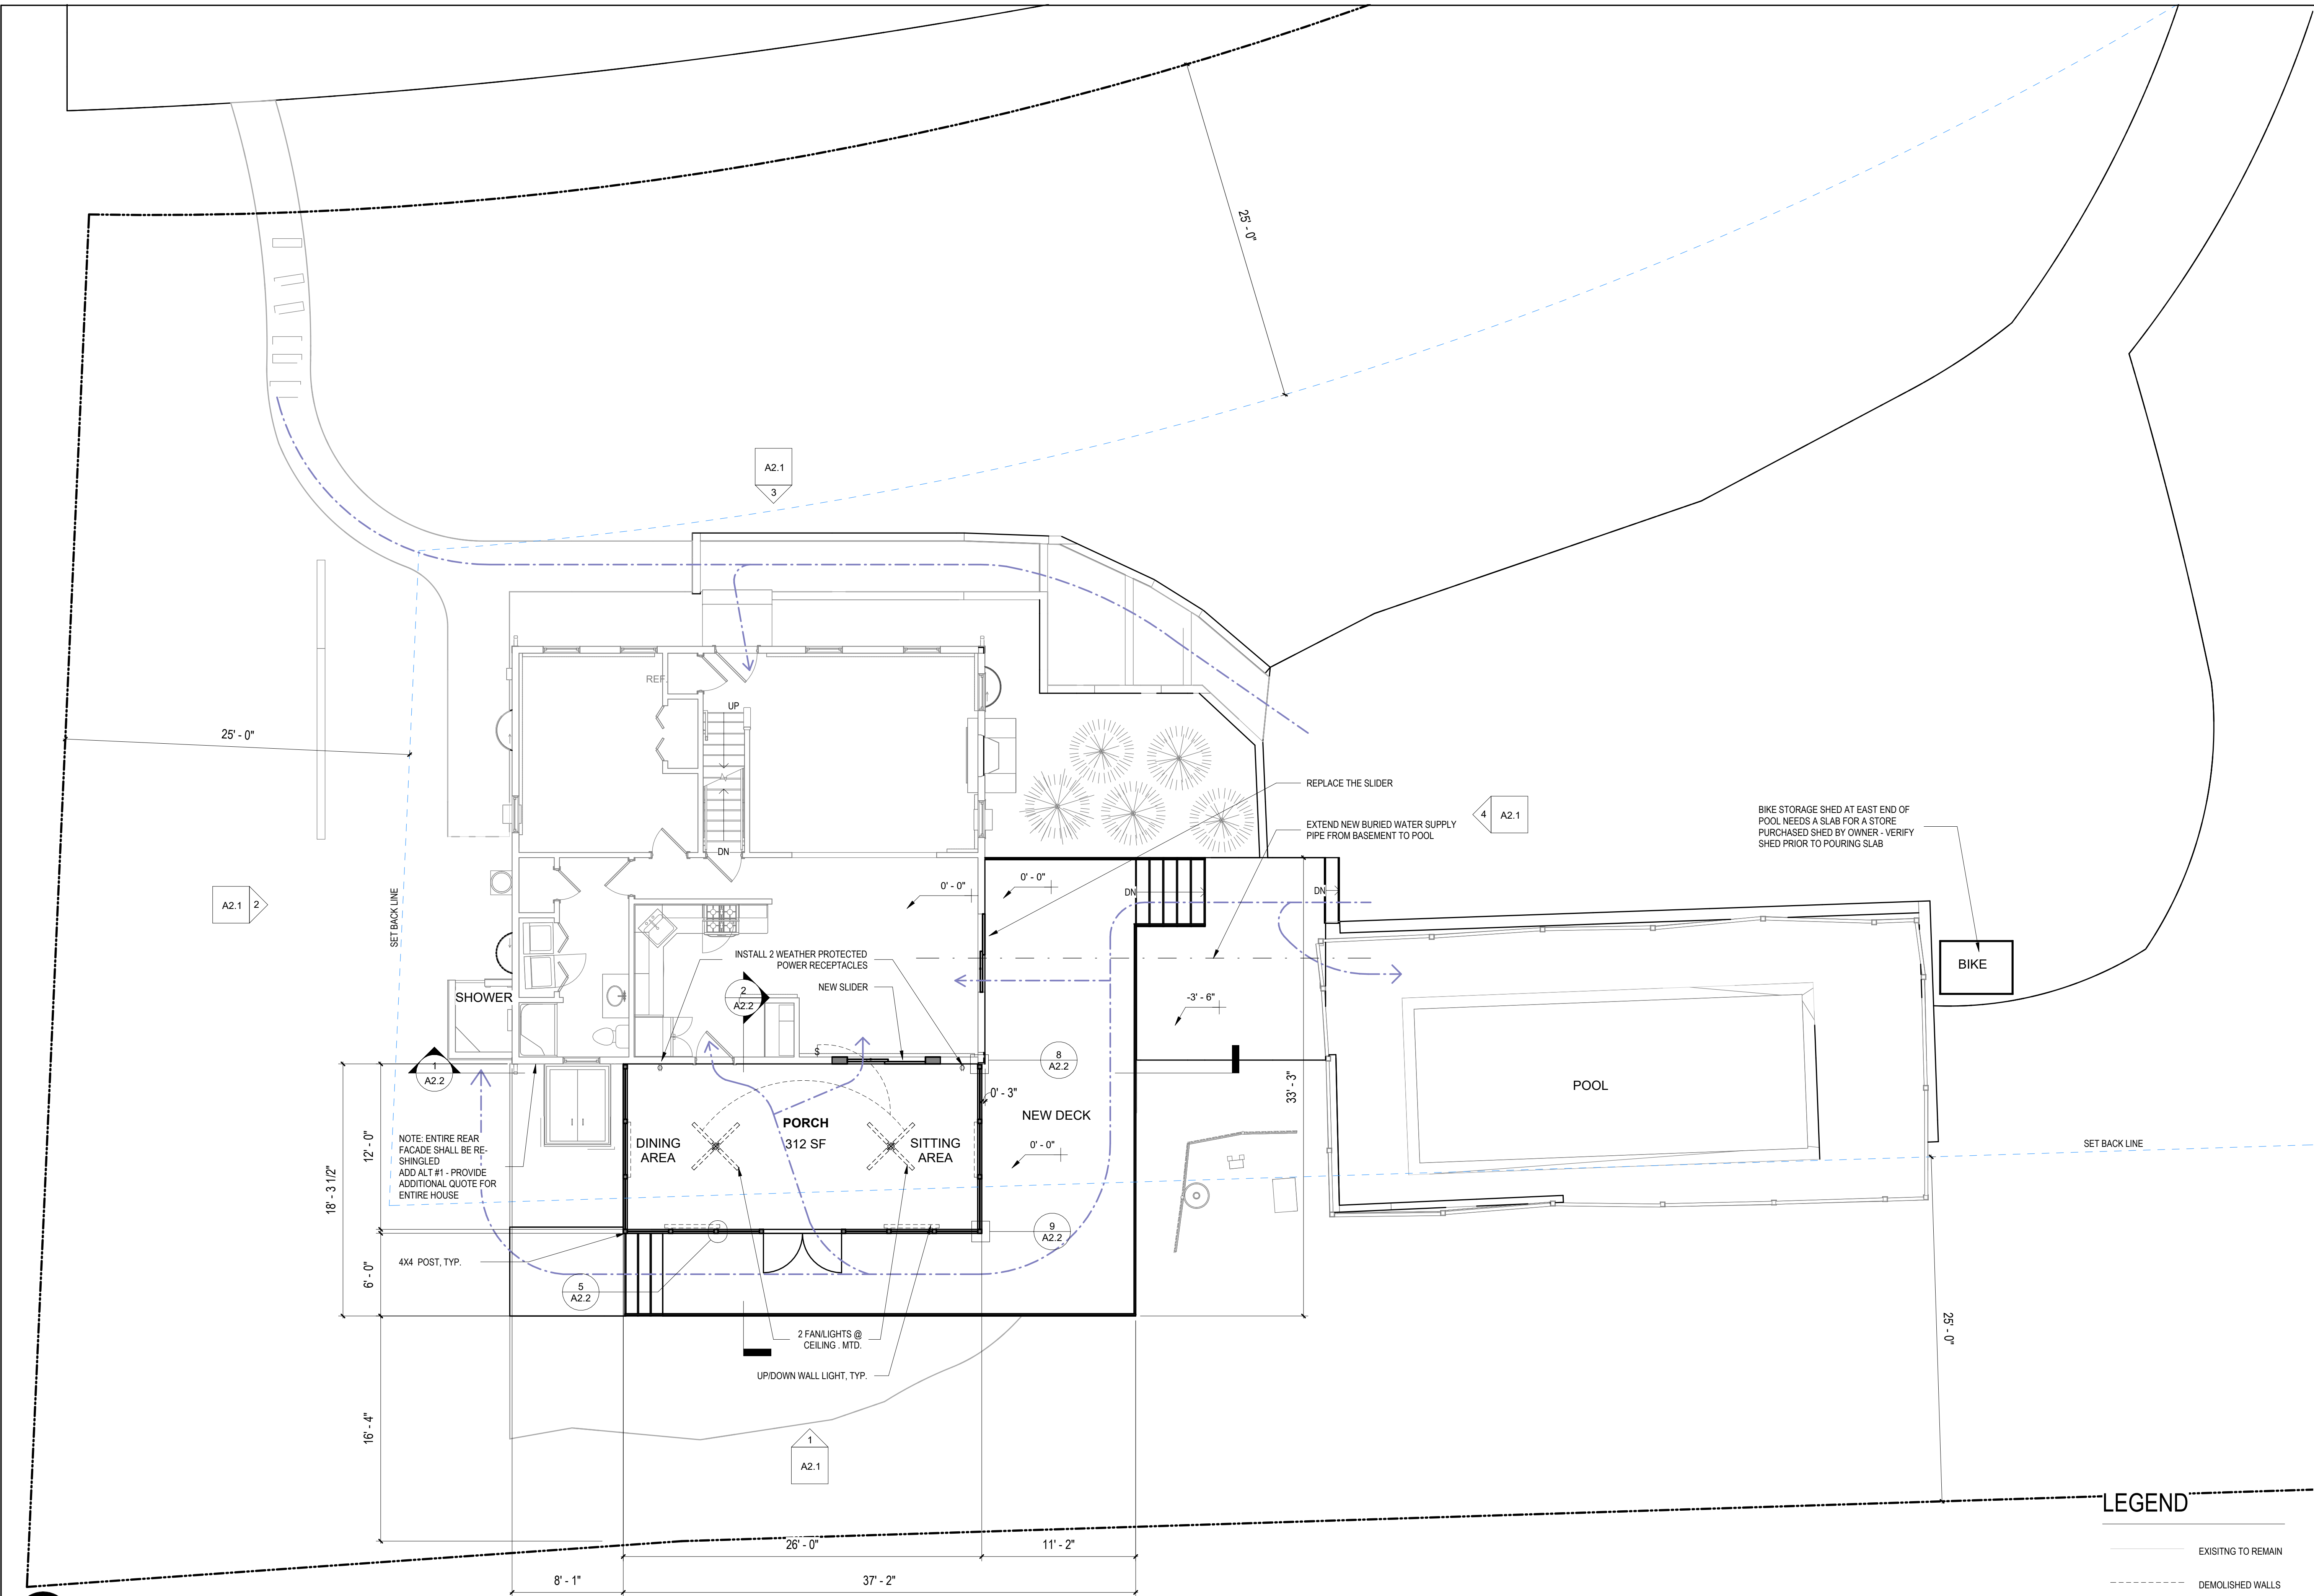 25' - 0"
A2.1
3
REF.
UP
25' - 0"
REPLACE THE SLIDER
EXTEND NEW BURIED WATER SUPPLY
PIPE FROM BASEMENT TO POOL
4 A2.1
BIKE STORAGE SHED AT EAST END OF
POOL NEEDS A SLAB FOR A STORE
PURCHASED SHED BY OWNER - VERIFY
SHED PRIOR TO POURING SLAB
DN
A2.1 2
SET BACK LINE
0' - 0"
0' - 0"
DN
DN
INSTALL 2 WEATHER PROTECTED
POWER RECEPTACLES
NEW SLIDER
BIKE
SHOWER
2
A2.2
-3' - 6"
$
1
A2.2
8
A2.2
0' - 3"
33' - 3"
POOL
NEW DECK
0' - 0"
PORCH
312 SF
DINING
AREA
SITTING
AREA
12' - 0"
18' - 3 1/2"
NOTE: ENTIRE REAR
FACADE SHALL BE RE-
SHINGLED
ADD ALT #1 - PROVIDE
ADDITIONAL QUOTE FOR
ENTIRE HOUSE
SET BACK LINE
9
A2.2
4X4 POST, TYP.
6' - 0"
5
A2.2
2 FAN/LIGHTS @
CEILING . MTD.
UP/DOWN WALL LIGHT, TYP.
25' - 0"
16' - 4"
1
A2.1
LEGEND
26' - 0"
11' - 2"
EXISITNG TO REMAIN
8' - 1"
37' - 2"
DEMOLISHED WALLS